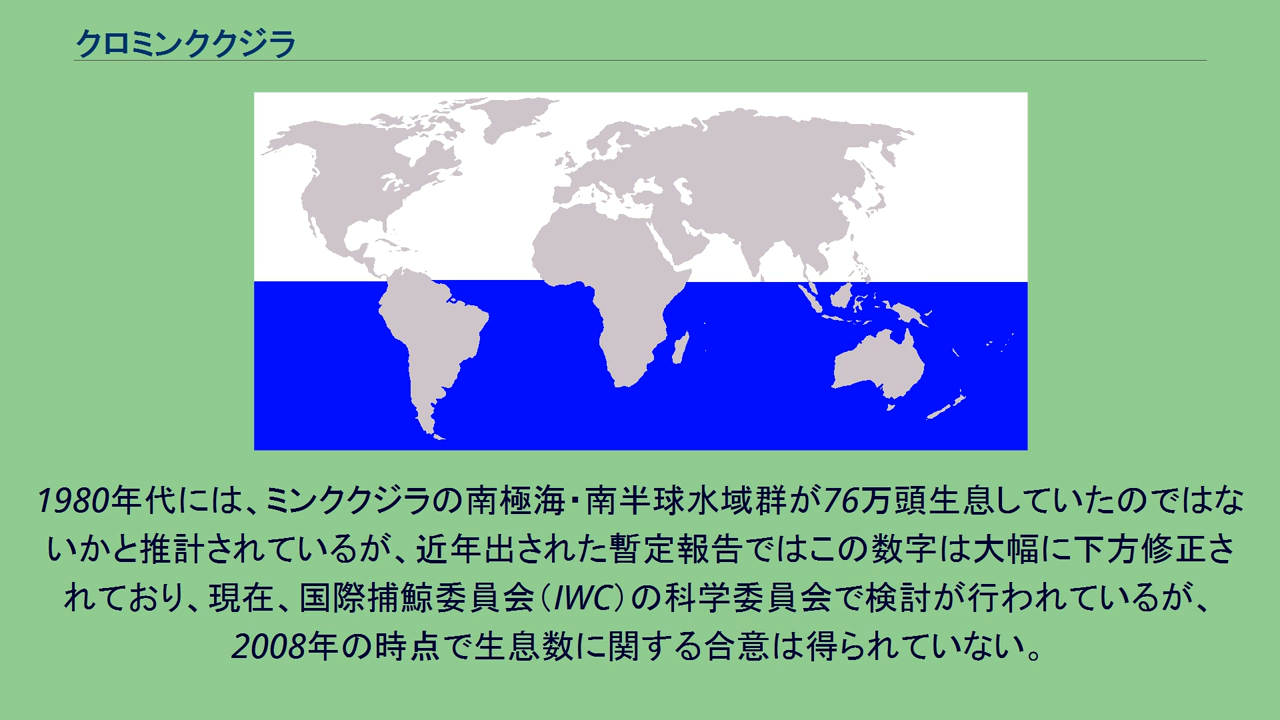 クロミンククジラ
1980年代には、ミンククジラの南極海・南半球水域群が76万頭生息していたのではな
いかと推計されているが、近年出された暫定報告ではこの数字は大幅に下方修正さ
れており、現在、国際捕鯨委員会（IWC）の科学委員会で検討が行われているが、
2008年の時点で生息数に関する合意は得られていない。